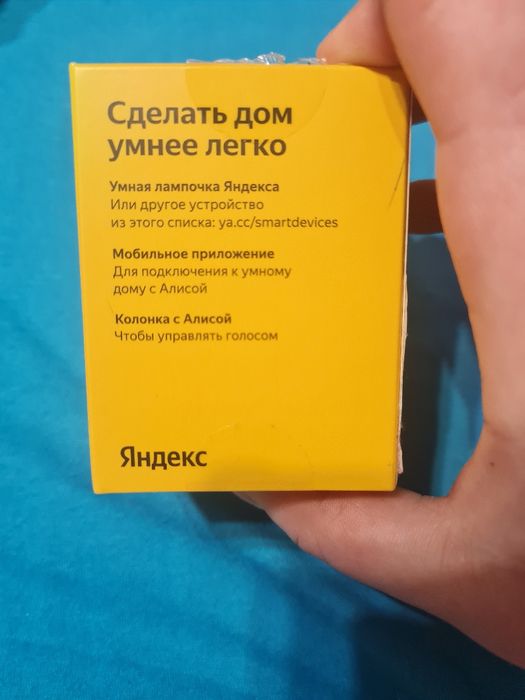 Сделать дом
умнее легко
Умная лампочка Яндекса
Или другое устройство
из этого списка: ya.cc/smartdevices
Мобильное приложение
Для подключения к умному
дому с Алисой
Колонка с Алисой
Чтобы управлять голосом
Яндекс